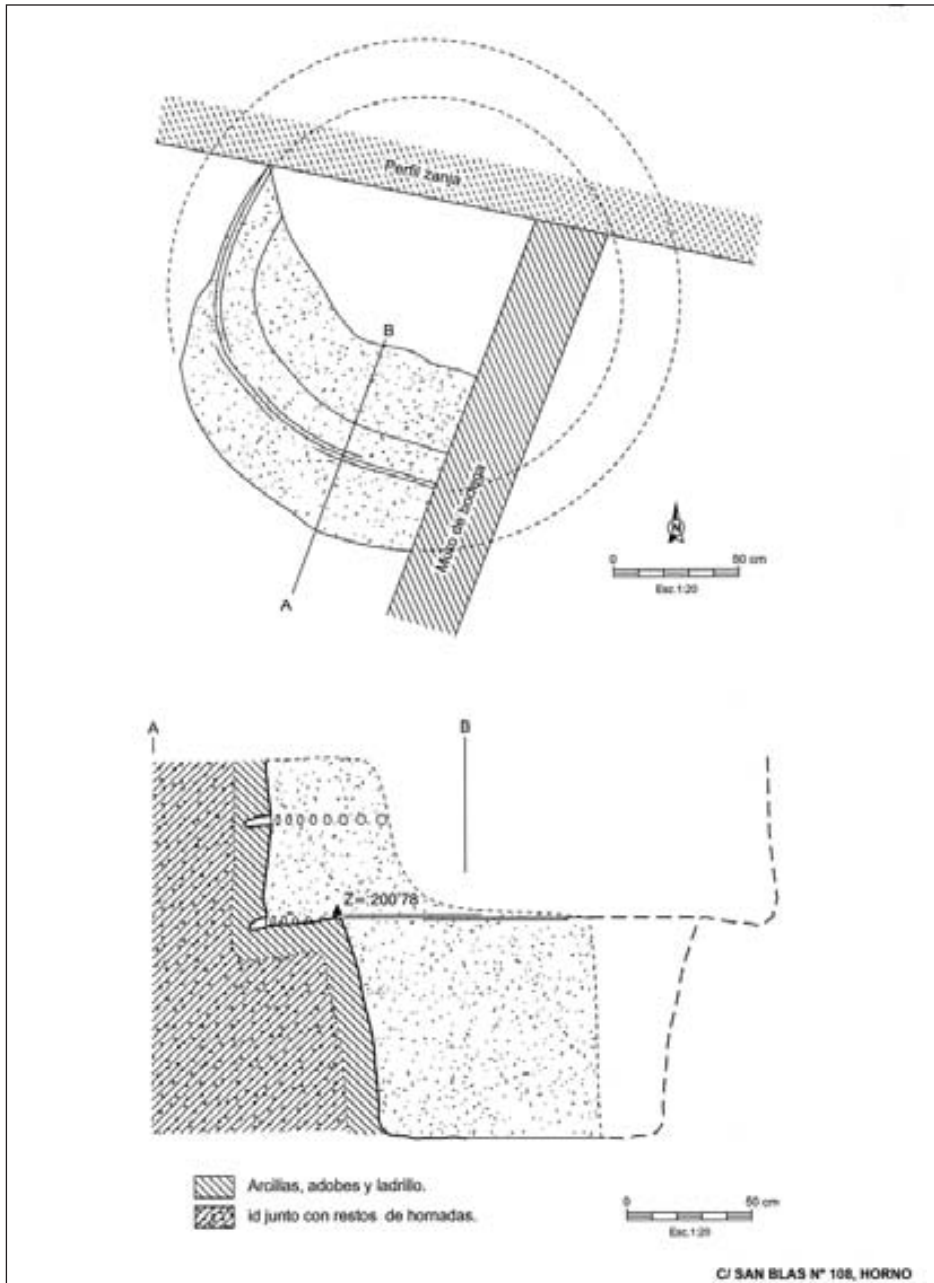 Perfil zanja
B
Muro de bodega
A
N
0 50 cm
Esc.1:20
A B
Z=.200'78
Arcillas, adobes y ladrillo.
id junto con restos de hornadas.
0 50 cm
Esc.1:20
C/ SAN BLAS Nº 108, HORNO